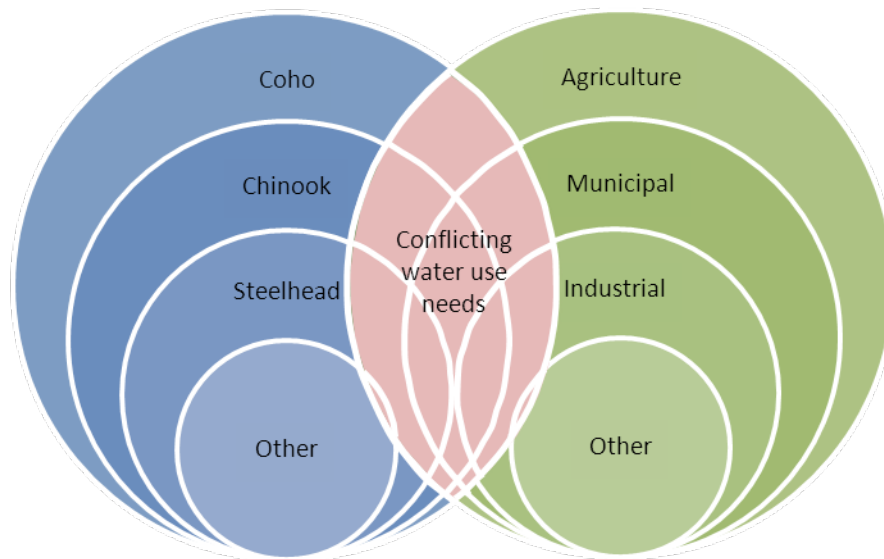 Coho
Agriculture
Chinook
Municipal
Conflicting
water use
needs
Steelhead
Industrial
Other
Other